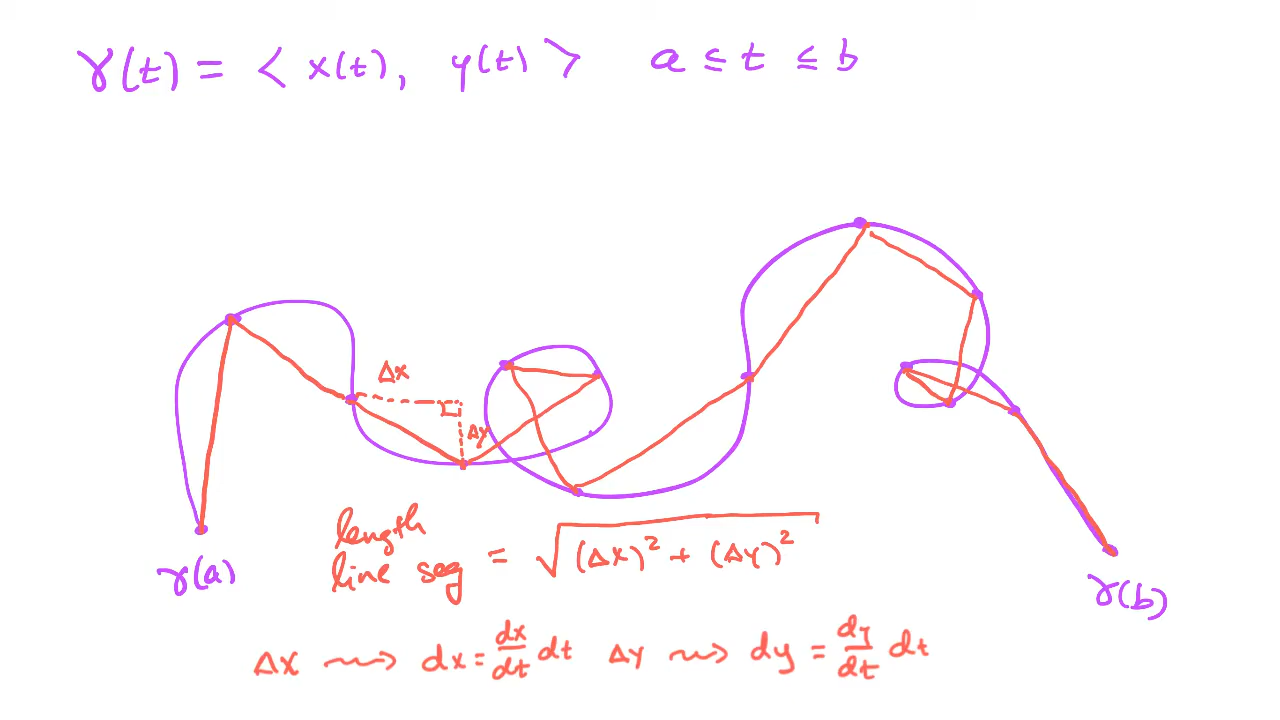 γ(t) = < x(t), y(t) > a ≤ t ≤ b
Δx
Δy
γ(a)
length
line seg = √((Δx)² + (Δy)²)
γ(b)
Δx ⇝ dx = dx/dt dt Δy ⇝ dy = dy/dt dt